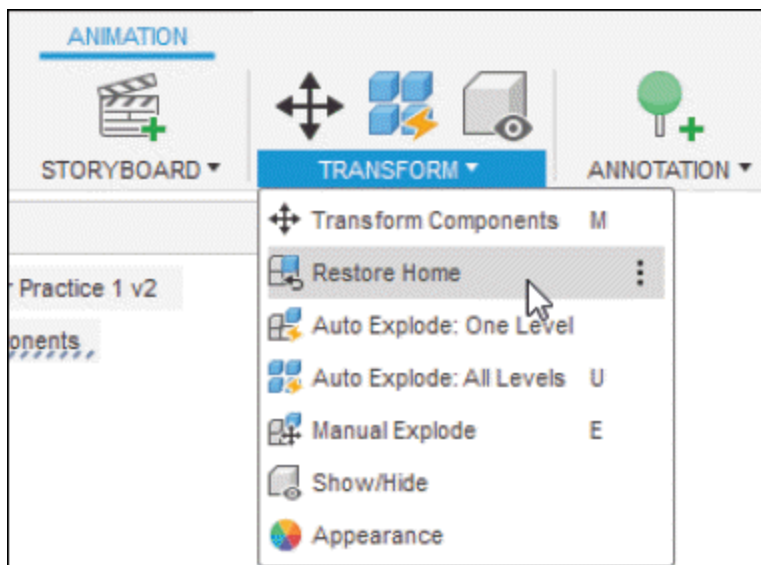 ANIMATION
STORYBOARD TRANSFORM ANNOTATION
Transform Components M
Restore Home
Practice 1 v2
Auto Explode: One Level
onents
Auto Explode: All Levels U
Manual Explode E
Show/Hide
Appearance